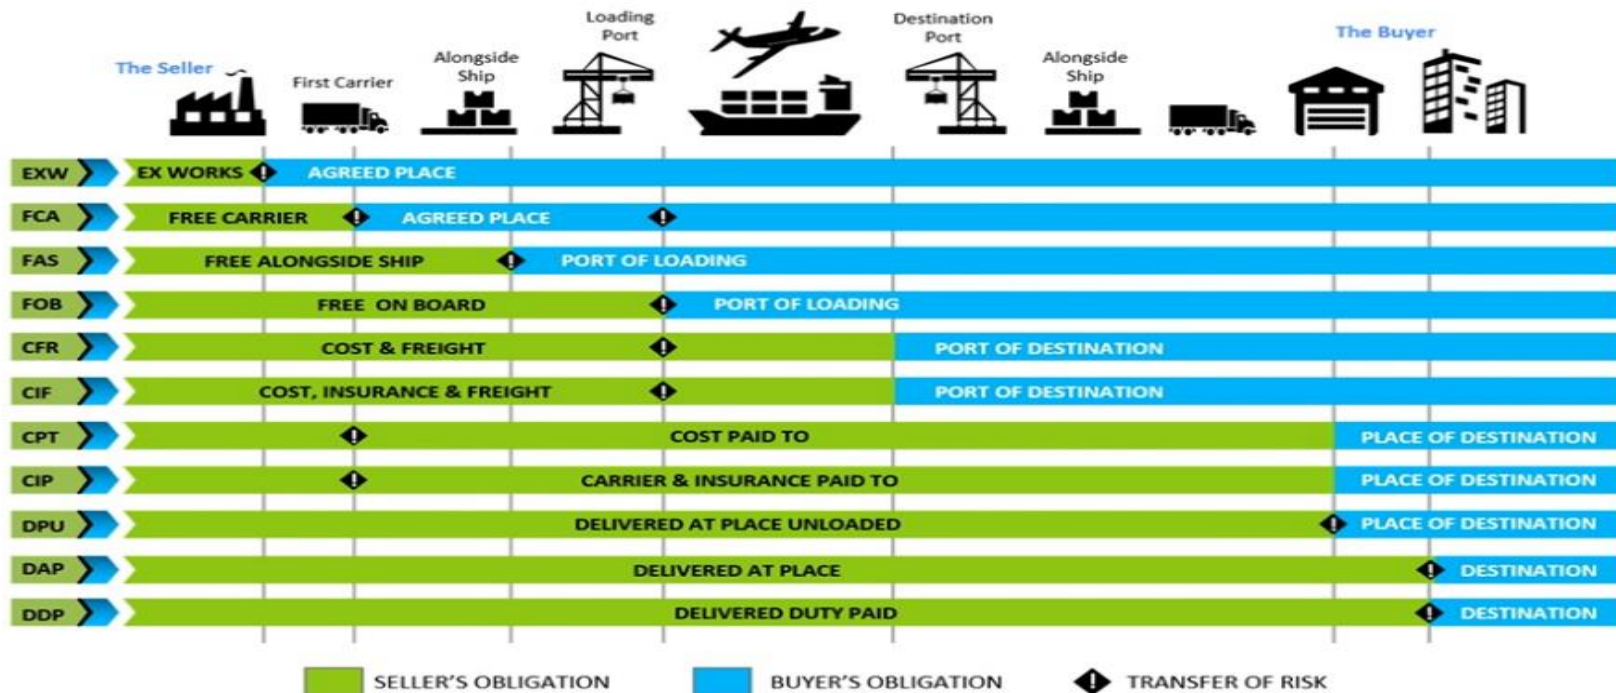 The Seller
First Carrier
Alongside
Ship
Loading
Port
Destination
Port
Alongside
Ship
The Buyer
EXW EX WORKS AGREED PLACE
FCA FREE CARRIER AGREED PLACE
FAS FREE ALONGSIDE SHIP PORT OF LOADING
FOB FREE ON BOARD PORT OF LOADING
CFR COST & FREIGHT PORT OF DESTINATION
CIF COST, INSURANCE & FREIGHT PORT OF DESTINATION
CPT COST PAID TO PLACE OF DESTINATION
CIP CARRIER & INSURANCE PAID TO PLACE OF DESTINATION
DPU DELIVERED AT PLACE UNLOADED PLACE OF DESTINATION
DAP DELIVERED AT PLACE DESTINATION
DDP DELIVERED DUTY PAID DESTINATION
SELLER'S OBLIGATION BUYER'S OBLIGATION TRANSFER OF RISK